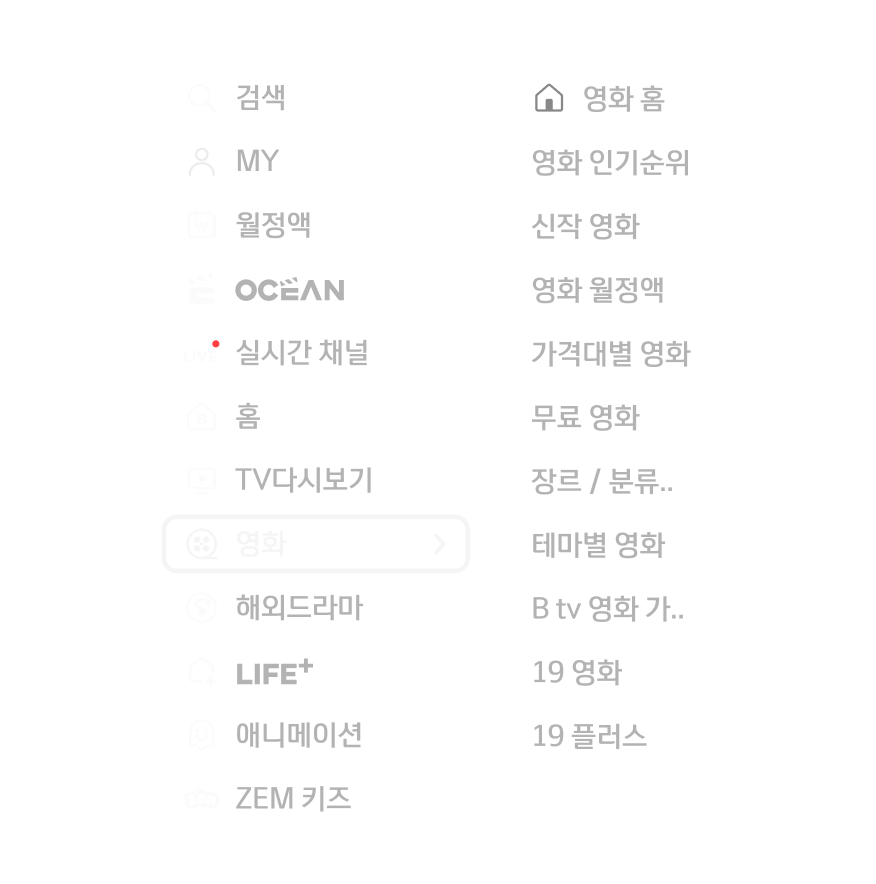 검색
MY
월정액
OCEAN
LIVE
실시간 채널
홈
TV다시보기
영화
해외드라마
LIFE+
애니메이션
ZEM 키즈
영화 홈
영화 인기순위
신작 영화
영화 월정액
가격대별 영화
무료 영화
장르 / 분류..
테마별 영화
B tv 영화 가..
19 영화
19 플러스